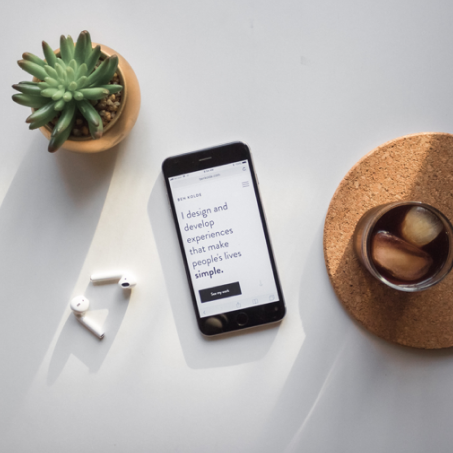 BEN KOLDE
I design and
develop
experiences
that make
people's lives
simple.
See my work